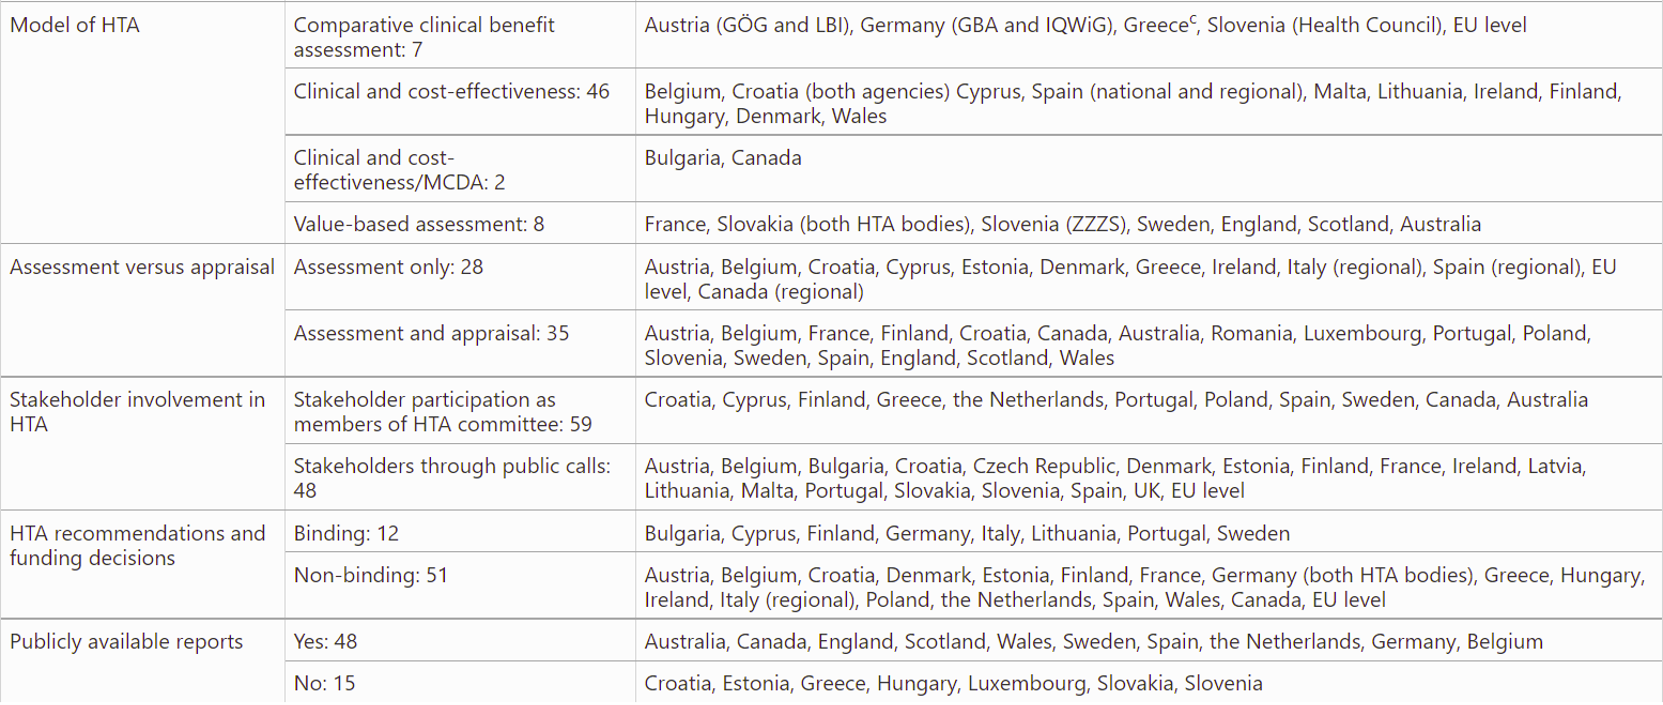 Model of HTA
Comparative clinical benefit
assessment: 7
Austria (GÖG and LBI), Germany (GBA and IQWiG), Greeceᶜ, Slovenia (Health Council), EU level
Clinical and cost-effectiveness: 46
Belgium, Croatia (both agencies) Cyprus, Spain (national and regional), Malta, Lithuania, Ireland, Finland,
Hungary, Denmark, Wales
Clinical and cost-
effectiveness/MCDA: 2
Bulgaria, Canada
Value-based assessment: 8
France, Slovakia (both HTA bodies), Slovenia (ZZZS), Sweden, England, Scotland, Australia
Assessment versus appraisal
Assessment only: 28
Austria, Belgium, Croatia, Cyprus, Estonia, Denmark, Greece, Ireland, Italy (regional), Spain (regional), EU
level, Canada (regional)
Assessment and appraisal: 35
Austria, Belgium, France, Finland, Croatia, Canada, Australia, Romania, Luxembourg, Portugal, Poland,
Slovenia, Sweden, Spain, England, Scotland, Wales
Stakeholder involvement in
HTA
Stakeholder participation as
members of HTA committee: 59
Croatia, Cyprus, Finland, Greece, the Netherlands, Portugal, Poland, Spain, Sweden, Canada, Australia
Stakeholders through public calls:
48
Austria, Belgium, Bulgaria, Croatia, Czech Republic, Denmark, Estonia, Finland, France, Ireland, Latvia,
Lithuania, Malta, Portugal, Slovakia, Slovenia, Spain, UK, EU level
HTA recommendations and
funding decisions
Binding: 12
Bulgaria, Cyprus, Finland, Germany, Italy, Lithuania, Portugal, Sweden
Non-binding: 51
Austria, Belgium, Croatia, Denmark, Estonia, Finland, France, Germany (both HTA bodies), Greece, Hungary,
Ireland, Italy (regional), Poland, the Netherlands, Spain, Wales, Canada, EU level
Publicly available reports
Yes: 48
Australia, Canada, England, Scotland, Wales, Sweden, Spain, the Netherlands, Germany, Belgium
No: 15
Croatia, Estonia, Greece, Hungary, Luxembourg, Slovakia, Slovenia